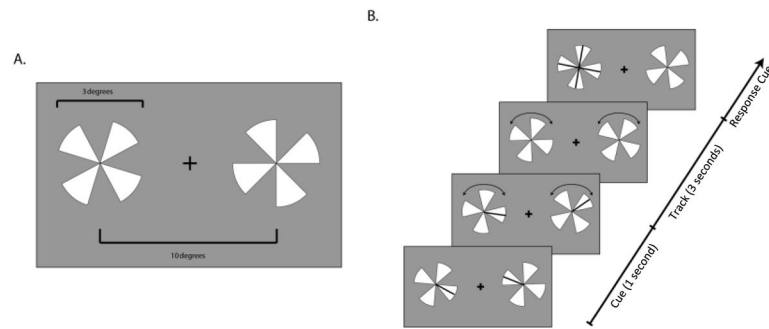 A.
3 degrees
10 degrees
B.
Cue (1 second)
Track (3 seconds)
Response Cue